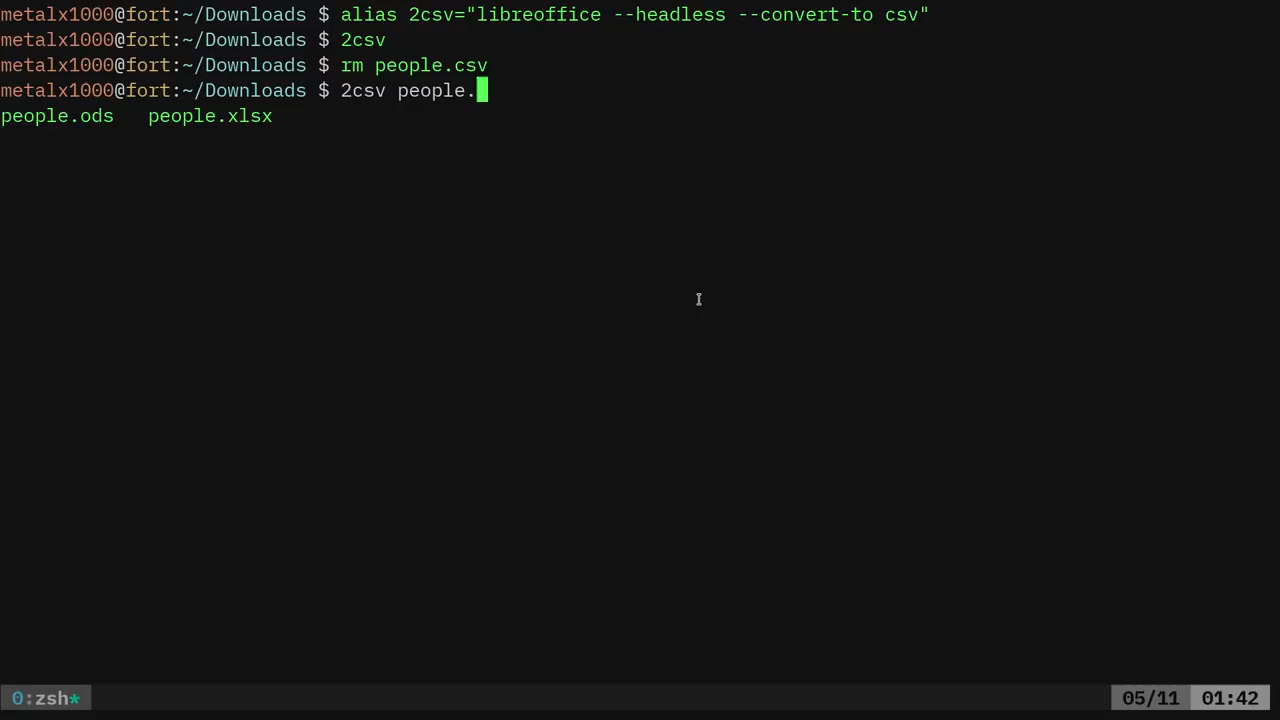 metalx1000@fort:~/Downloads $ alias 2csv="libreoffice --headless --convert-to csv"
metalx1000@fort:~/Downloads $ 2csv
metalx1000@fort:~/Downloads $ rm people.csv
metalx1000@fort:~/Downloads $ 2csv people.
people.ods   people.xlsx
0:zsh* 05/11 01:42